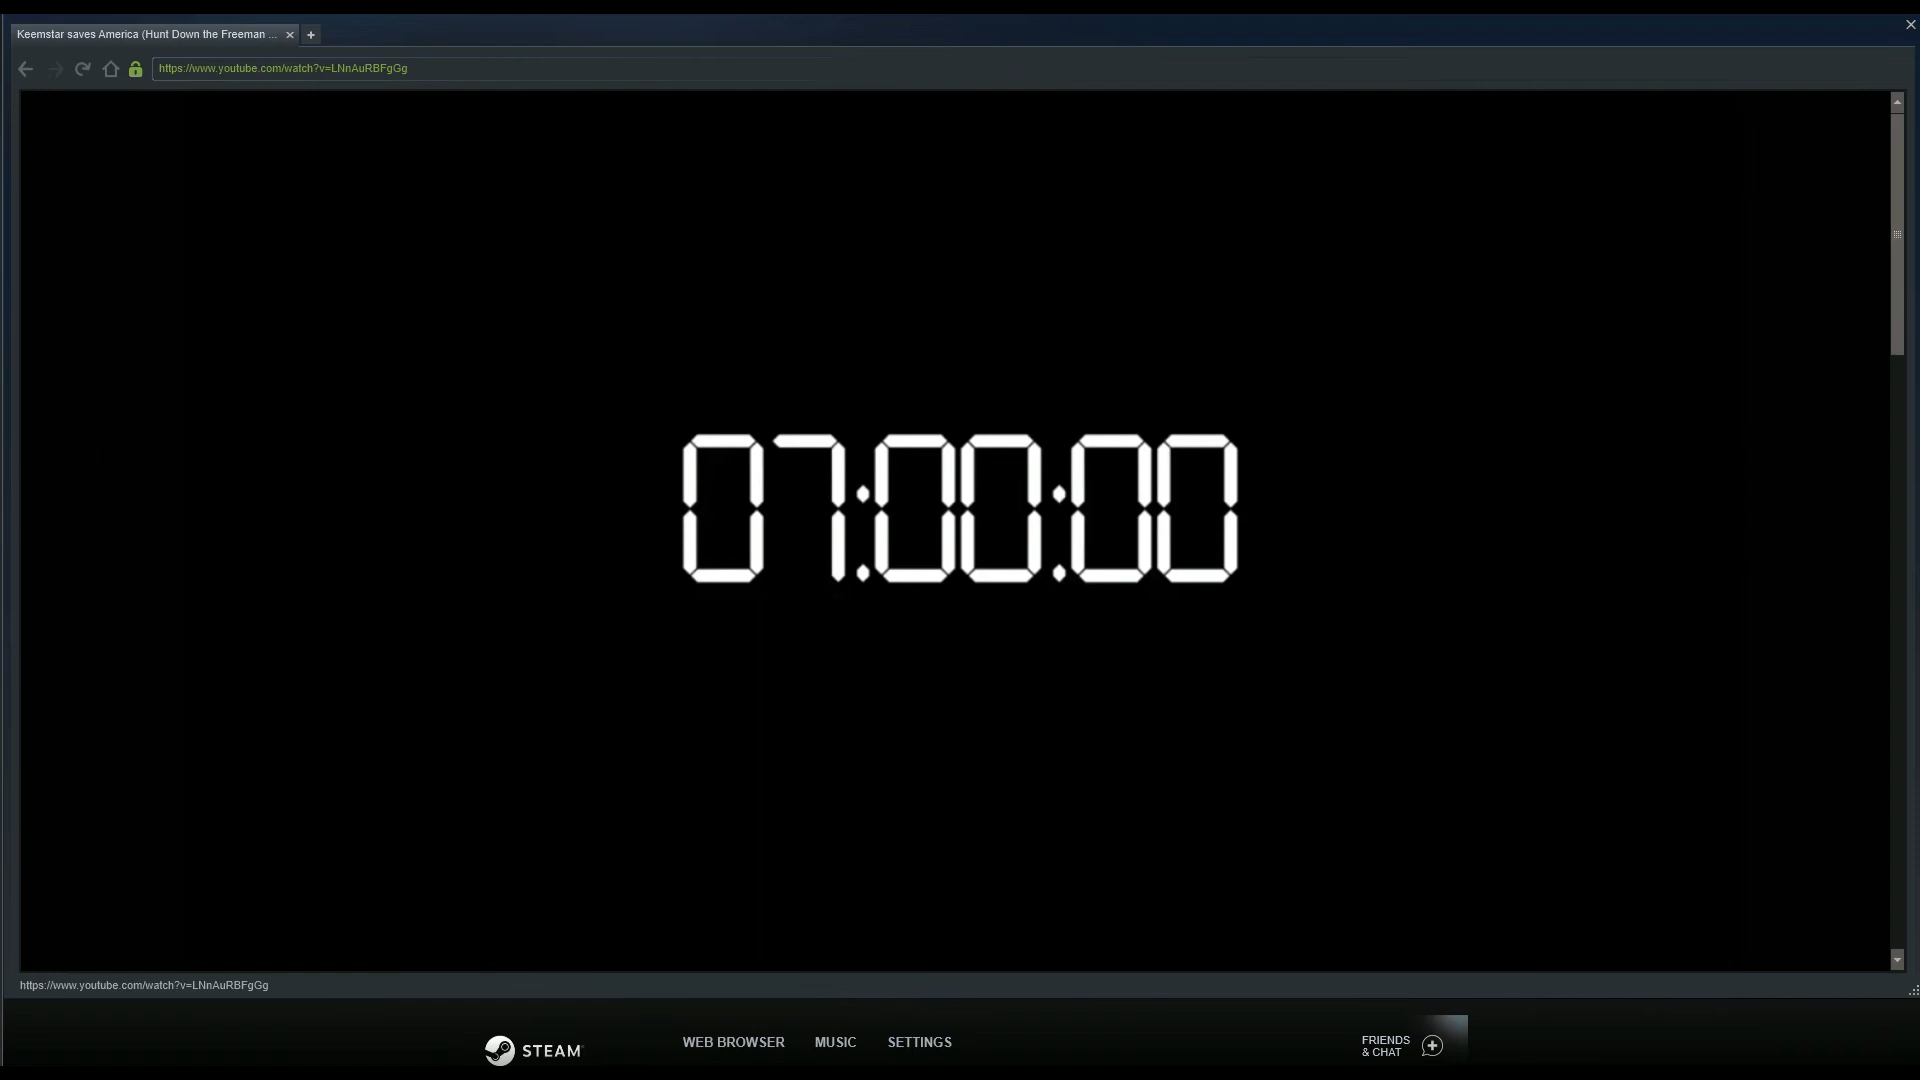 Keemstar saves America (Hunt Down the Freeman ...
https://www.youtube.com/watch?v=LNnAuRBFgGg
07:00:00
https://www.youtube.com/watch?v=LNnAuRBFgGg
STEAM
WEB BROWSER
MUSIC
SETTINGS
FRIENDS
& CHAT